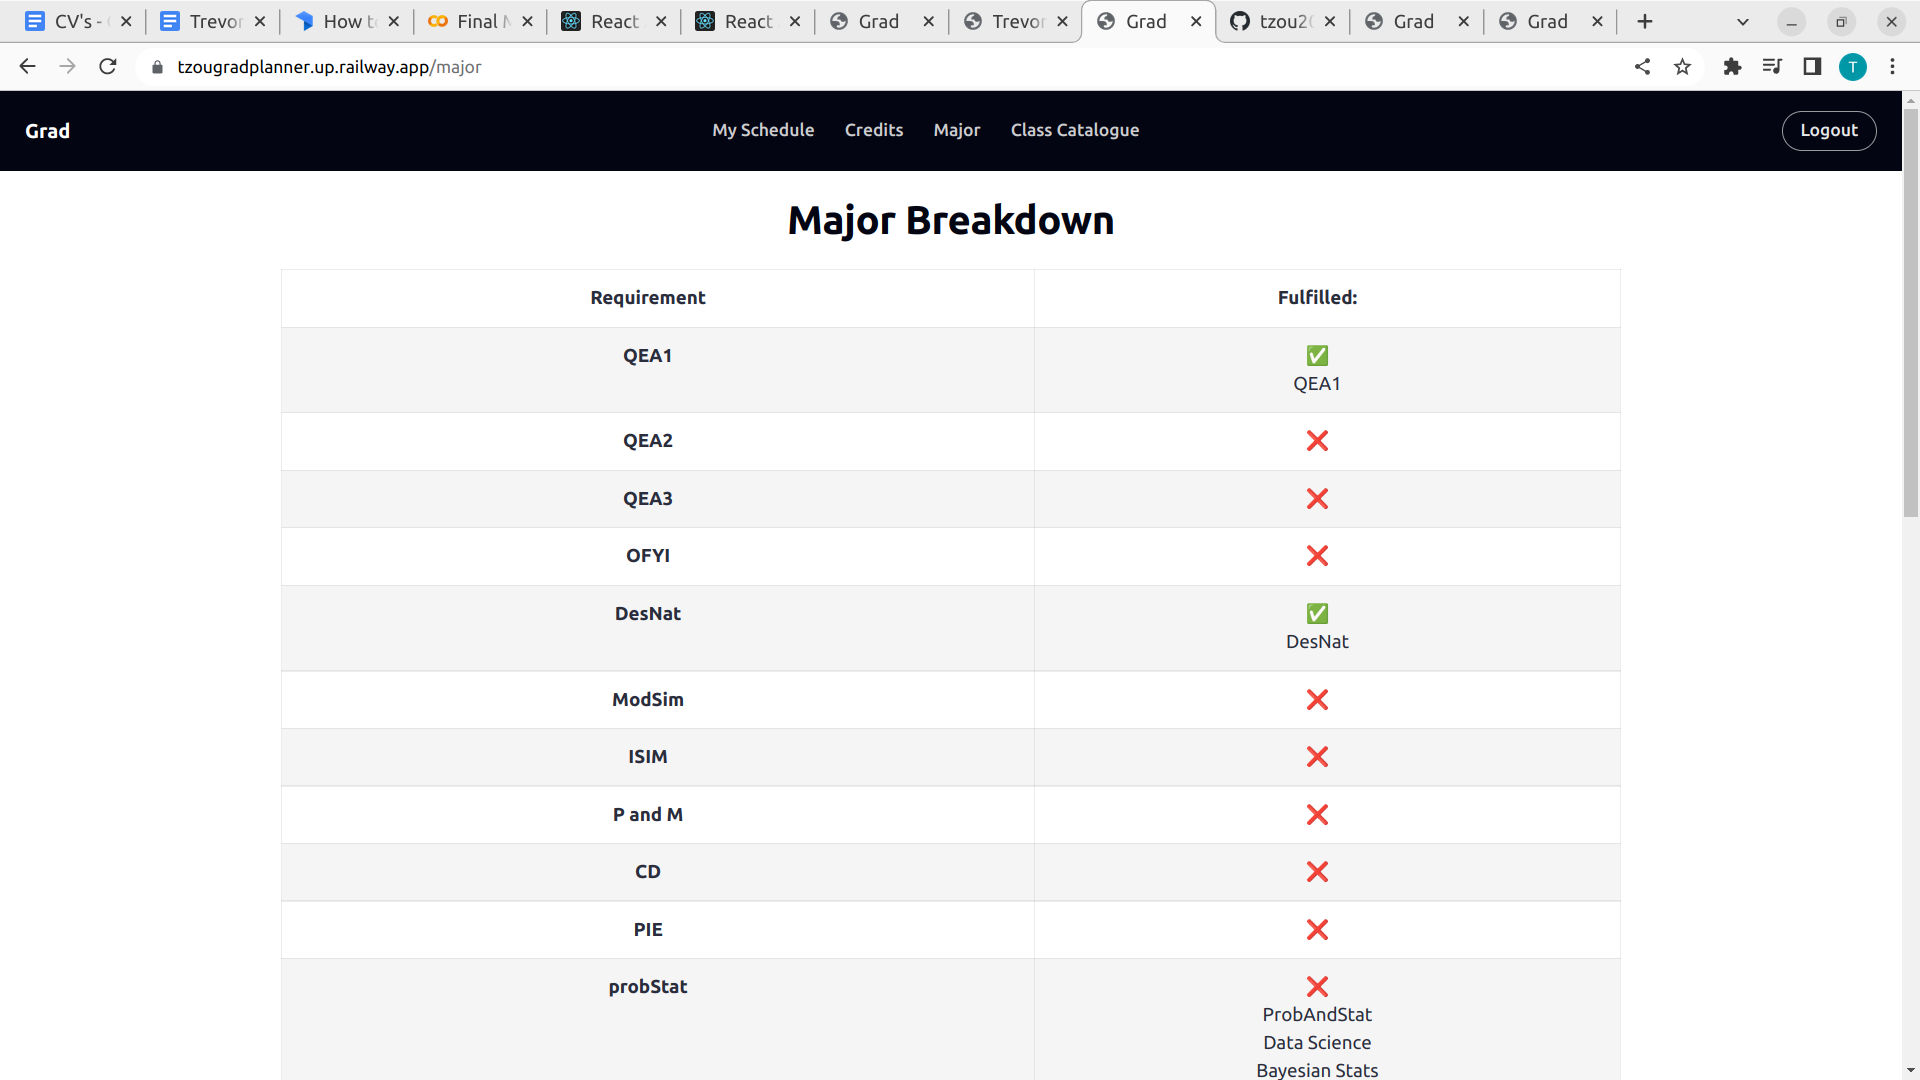 CV's -
Trevor
How to
Final M
React
React
Grad
Trevor
Grad
tzou20
Grad
Grad
tzougradplanner.up.railway.app/major
T
Grad
My Schedule
Credits
Major
Class Catalogue
Logout
Major Breakdown
Requirement
Fulfilled:
QEA1
QEA1
QEA2
QEA3
OFYI
DesNat
DesNat
ModSim
ISIM
P and M
CD
PIE
probStat
ProbAndStat
Data Science
Bayesian Stats